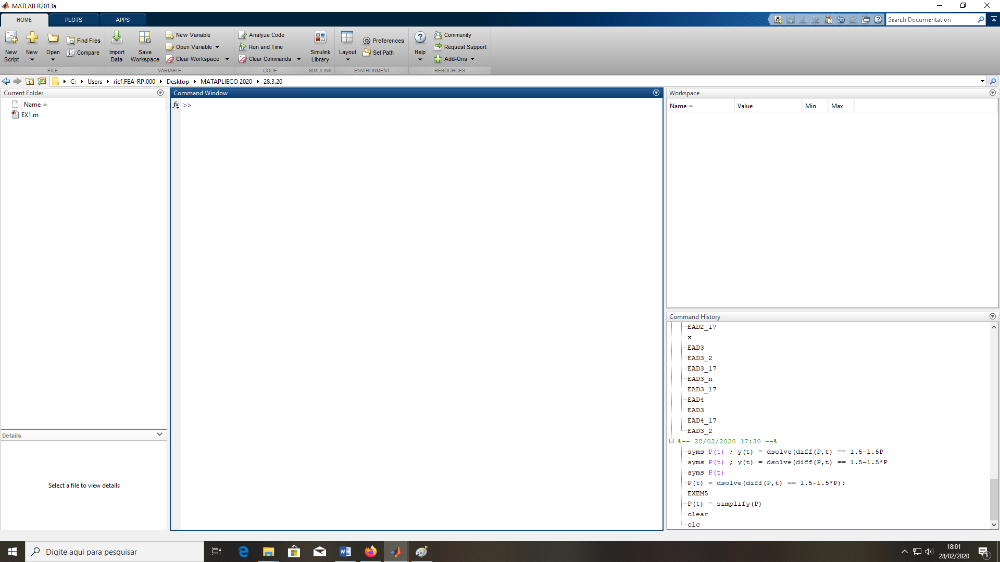 MATLAB R2013a
HOME PLOTS APPS
Search Documentation
New Script
New
Open
Find Files
Compare
FILE
Import Data
Save Workspace
New Variable
Open Variable
Clear Workspace
VARIABLE
Analyze Code
Run and Time
Clear Commands
CODE
Simulink Library
SIMULINK
Layout
Preferences
Set Path
ENVIRONMENT
Help
Community
Request Support
Add-Ons
RESOURCES
C: Users ricf.FEA-RP.000 Desktop MATAPLIECO 2020 28.3.20
Current Folder
Name
EX1.m
Details
Select a file to view details
Command Window
fx >>
Workspace
Name Value Min Max
Command History
EAD2_17
x
EAD3
EAD3_2
EAD3_17
EAD3_n
EAD3_17
EAD4
EAD3
EAD4_17
EAD3_2
%-- 28/02/2020 17:30 --%
syms P(t) ; y(t) = dsolve(diff(P,t) == 1.5-1.5P
syms P(t) ; y(t) = dsolve(diff(P,t) == 1.5-1.5*P
syms P(t)
P(t) = dsolve(diff(P,t) == 1.5-1.5*P);
EXEM5
P(t) = simplify(P)
clear
clc
Digite aqui para pesquisar
18:01
28/02/2020
1